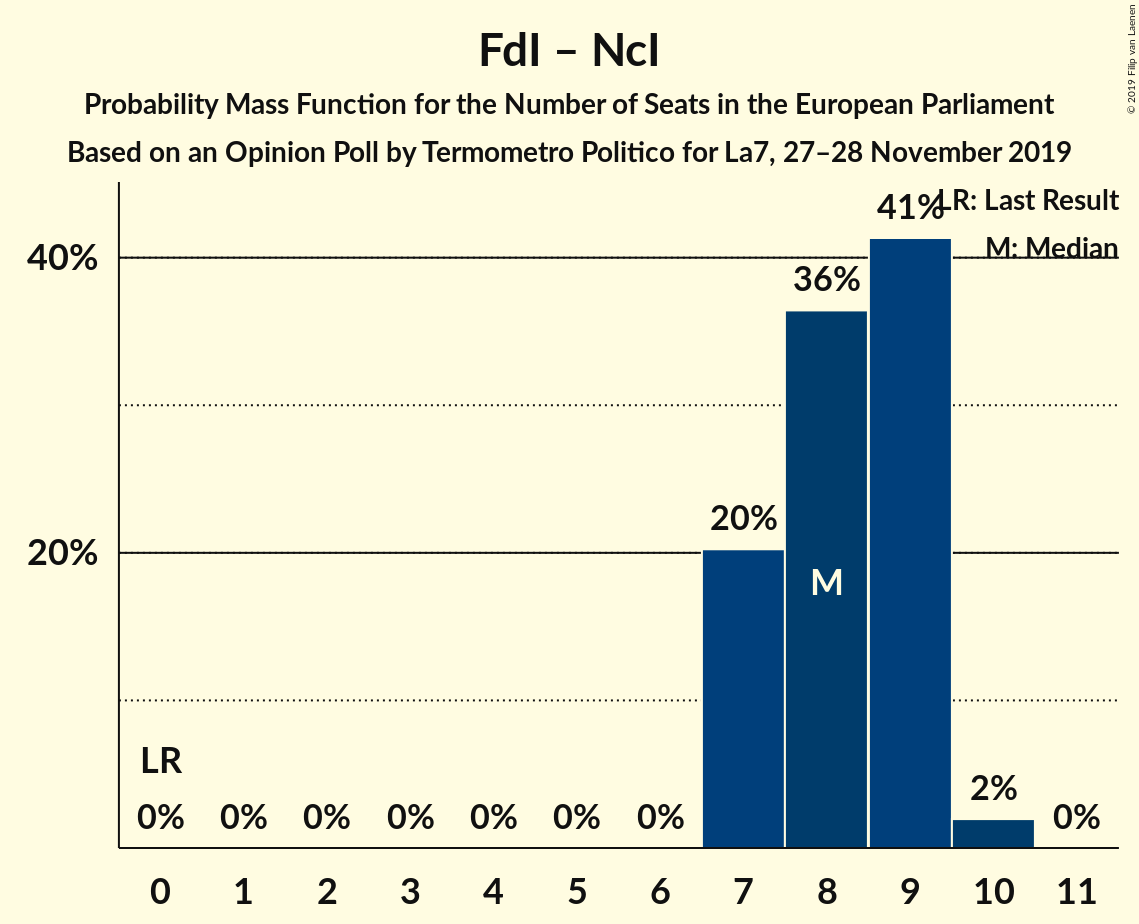 FdI – NcI
Probability Mass Function for the Number of Seats in the European Parliament
Based on an Opinion Poll by Termometro Politico for La7, 27–28 November 2019
© 2019 Filip van Laenen
LR: Last Result
M: Median
40%
20%
LR
0%
0%
0%
0%
0%
0%
0%
20%
36%
M
41%
2%
0%
0 1 2 3 4 5 6 7 8 9 10 11